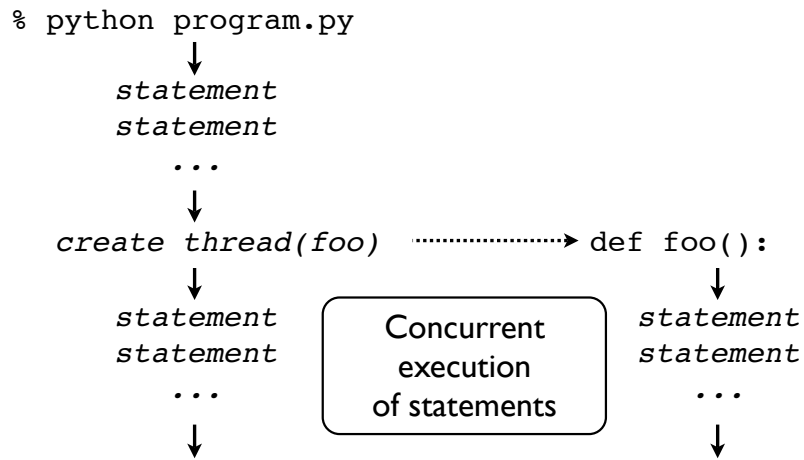 % python program.py
statement
statement
...
create thread(foo)
def foo():
statement
statement
...
Concurrent
execution
of statements
statement
statement
...